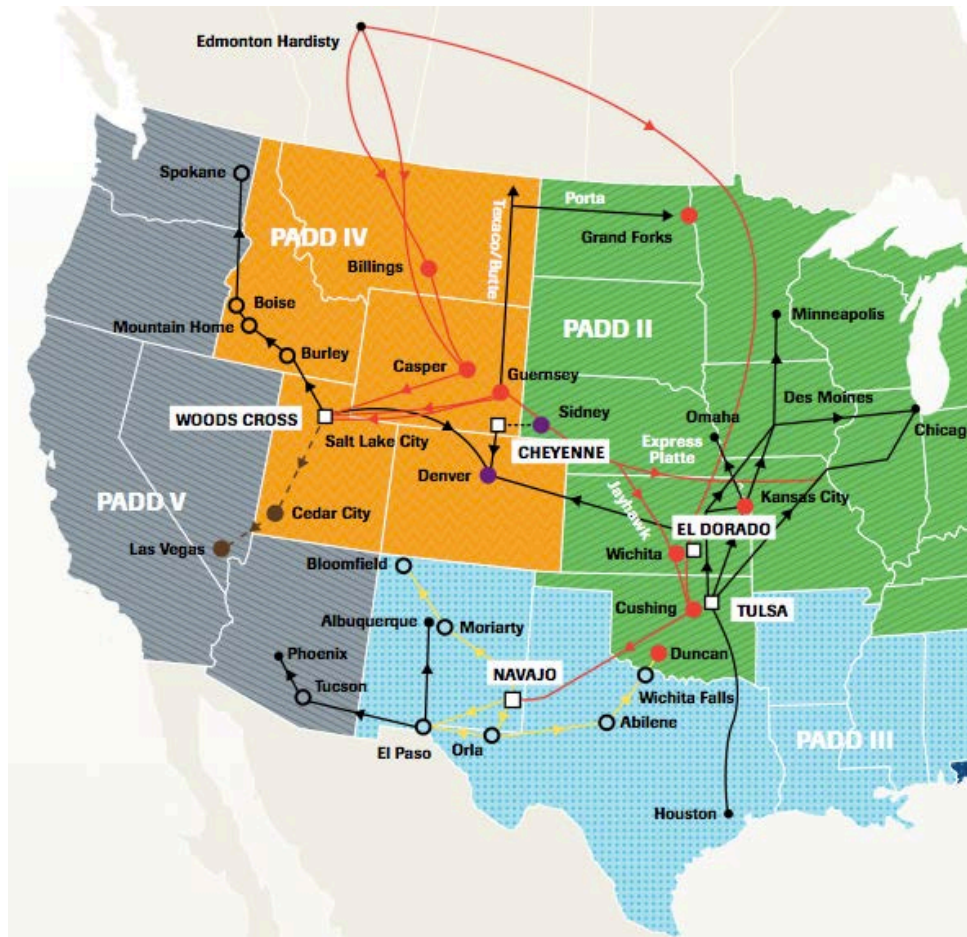 Edmonton Hardisty
Spokane
PADD IV
Texaco/Butte
Porta
Grand Forks
Billings
Boise
Mountain Home
PADD II
Minneapolis
Burley
Casper
Guernsey
Des Moines
WOODS CROSS
Sidney
Omaha
Chicag
Salt Lake City
CHEYENNE
Express
Platte
Denver
Jayhawk
Kansas City
PADD V
Cedar City
EL DORADO
Las Vegas
Wichita
Bloomfield
Cushing
TULSA
Albuquerque
Moriarty
Phoenix
NAVAJO
Duncan
Tucson
Wichita Falls
Abilene
El Paso
Orla
PADD III
Houston